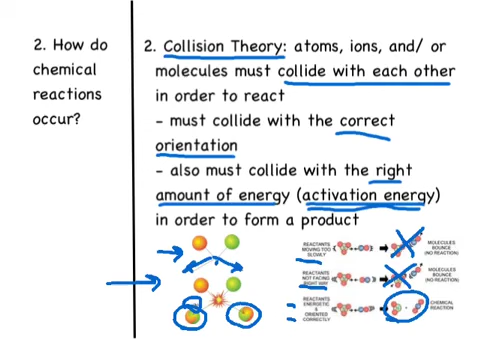 2. How do
chemical
reactions
occur?
2. Collision Theory: atoms, ions, and/ or
molecules must collide with each other
in order to react
- must collide with the correct
orientation
- also must collide with the right
amount of energy (activation energy)
in order to form a product
REACTANTS
MOVING TOO
SLOWLY
MOLECULES
BOUNCE
(NO REACTION)
REACTANTS
NOT FACING
RIGHT WAY
MOLECULES
BOUNCE
(NO REACTION)
REACTANTS
ENERGETIC
&
ORIENTED
CORRECTLY
CHEMICAL
REACTION